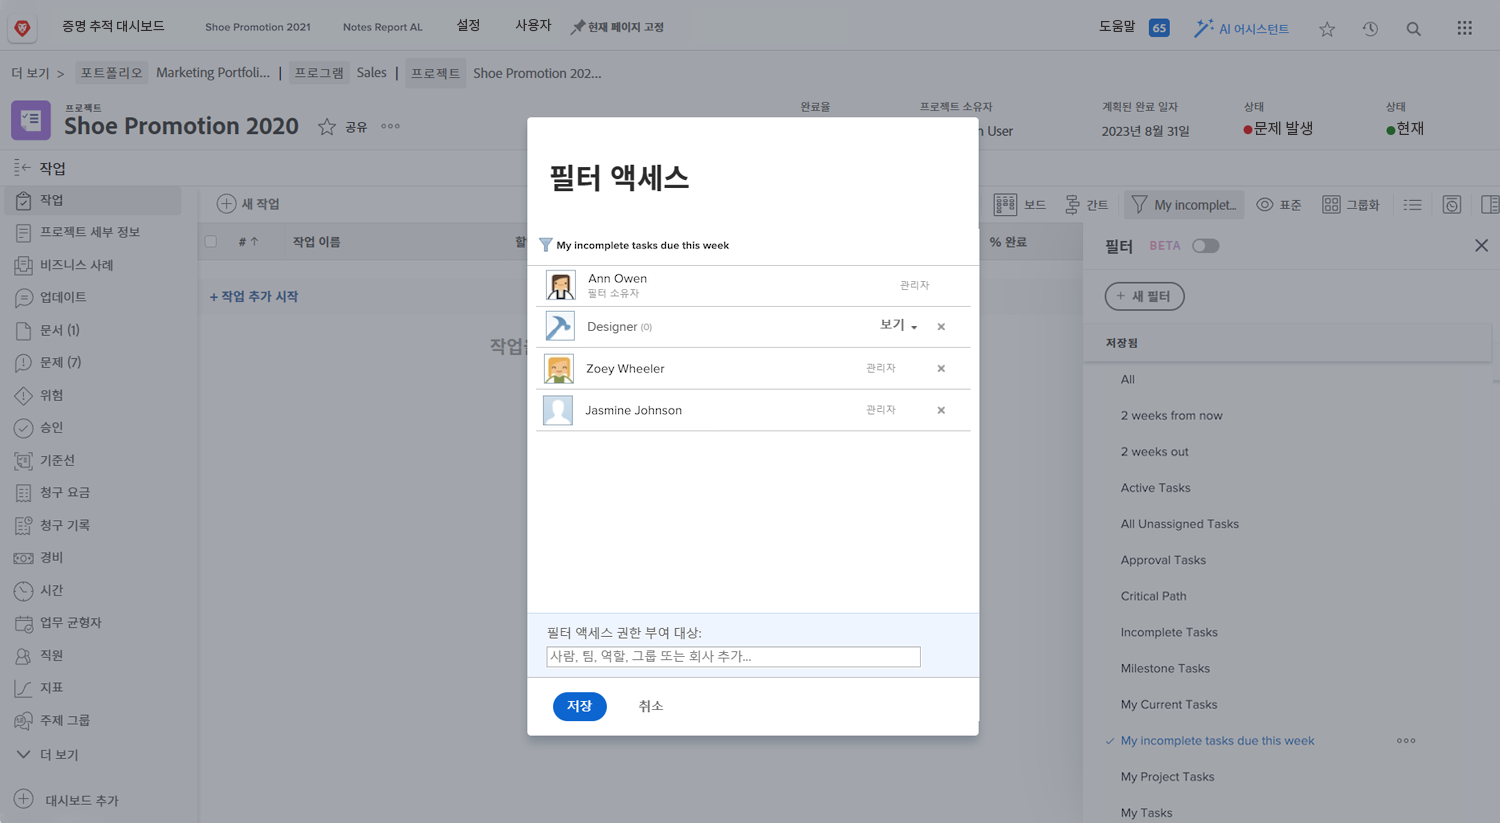 증명 추적 대시보드
Shoe Promotion 2021
Notes Report AL
설정
사용자
현재 페이지 고정
도움말
65
AI 어시스턴트
더 보기 >
포트폴리오
Marketing Portfoli... |
프로그램
Sales |
프로젝트
Shoe Promotion 202...
프로젝트
Shoe Promotion 2020
공유
완료율
프로젝트 소유자
User
계획된 완료 일자
2023년 8월 31일
상태
문제 발생
상태
현재
작업
작업
프로젝트 세부 정보
비즈니스 사례
업데이트
문서 (1)
문제 (7)
위험
승인
기준선
청구 요금
청구 기록
경비
시간
업무 균형자
직원
지표
주제 그룹
더 보기
대시보드 추가
새 작업
보드
간트
My incomplet...
표준
그룹화
# ↑
작업 이름
% 완료
+ 작업 추가 시작
필터 액세스
My incomplete tasks due this week
Ann Owen
필터 소유자
관리자
Designer (0)
보기
Zoey Wheeler
관리자
Jasmine Johnson
관리자
필터 액세스 권한 부여 대상:
사람, 팀, 역할, 그룹 또는 회사 추가...
저장
취소
필터
BETA
+ 새 필터
저장됨
All
2 weeks from now
2 weeks out
Active Tasks
All Unassigned Tasks
Approval Tasks
Critical Path
Incomplete Tasks
Milestone Tasks
My Current Tasks
My incomplete tasks due this week
My Project Tasks
My Tasks